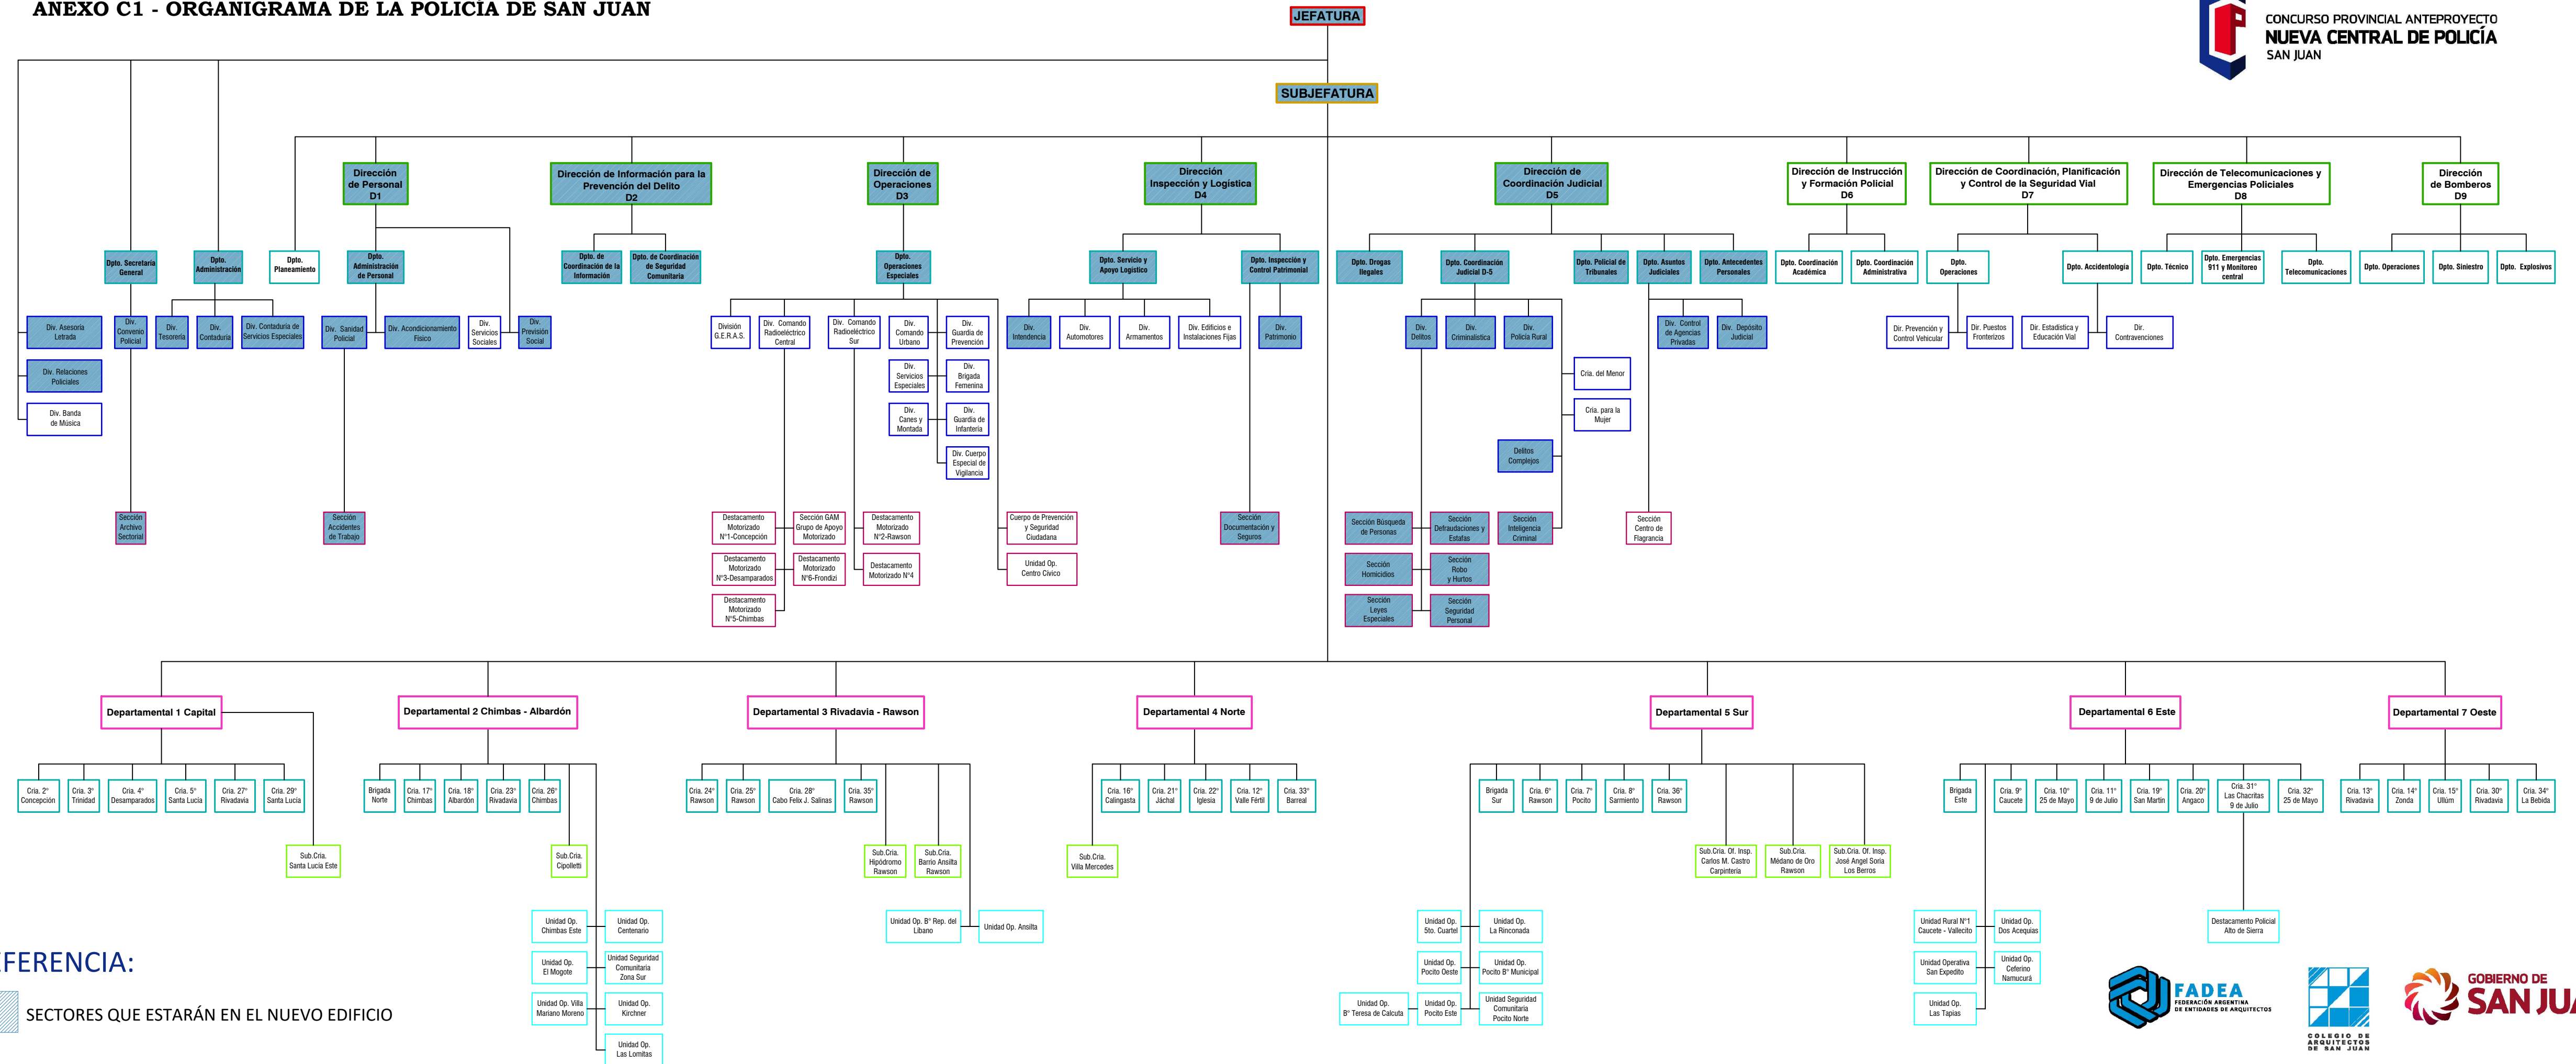 ANEXO C1 - ORGANIGRAMA DE LA POLICÍA DE SAN JUAN
JEFATURA
CONCURSO PROVINCIAL ANTEPROYECTO
NUEVA CENTRAL DE POLICÍA
SAN JUAN
SUBJEFATURA
Dirección
de Personal
D1
Dirección de Información para la
Prevención del Delito
D2
Dirección de
Operaciones
D3
Dirección
Inspección y Logística
D4
Dirección de
Coordinación Judicial
D5
Dirección de Instrucción
y Formación Policial
D6
Dirección de Coordinación, Planificación
y Control de la Seguridad Vial
D7
Dirección de Telecomunicaciones y
Emergencias Policiales
D8
Dirección
de Bomberos
D9
Dpto. Secretaría
General
Dpto.
Administración
Dpto.
Planeamiento
Dpto.
Administración
de Personal
Dpto. de
Coordinación de la
Información
Dpto. de Coordinación
de Seguridad
Comunitaria
Dpto.
Operaciones
Especiales
Dpto. Servicio y
Apoyo Logístico
Dpto. Inspección y
Control Patrimonial
Dpto. Drogas
Ilegales
Dpto. Coordinación
Judicial D-5
Dpto. Policial de
Tribunales
Dpto. Asuntos
Judiciales
Dpto. Antecedentes
Personales
Dpto. Coordinación
Académica
Dpto. Coordinación
Administrativa
Dpto.
Operaciones
Dpto. Accidentología
Dpto. Técnico
Dpto. Emergencias
911 y Monitoreo
central
Dpto.
Telecomunicaciones
Dpto. Operaciones
Dpto. Siniestro
Dpto. Explosivos
Div. Asesoría
Letrada
Div.
Convenio
Policial
Div.
Tesorería
Div.
Contaduría
Div. Contaduría de
Servicios Especiales
Div. Sanidad
Policial
Div. Acondicionamiento
Físico
Div.
Servicios
Sociales
Div.
Previsión
Social
División
G.E.R.A.S.
Div. Comando
Radioeléctrico
Central
Div. Comando
Radioeléctrico
Sur
Div.
Comando
Urbano
Div.
Guardia de
Prevención
Div.
Intendencia
Div.
Automotores
Div.
Armamentos
Div. Edificios e
Instalaciones Fijas
Div.
Patrimonio
Div.
Delitos
Div.
Criminalística
Div.
Policía Rural
Div. Control
de Agencias
Privadas
Div. Depósito
Judicial
Dir. Prevención y
Control Vehicular
Dir. Puestos
Fronterizos
Dir. Estadistica y
Educación Vial
Dir.
Contravenciones
Div. Relaciones
Policiales
Div.
Servicios
Especiales
Div.
Brigada
Femenina
Cria. del Menor
Div. Banda
de Música
Div.
Canes y
Montada
Div.
Guardia de
Infantería
Cria. para la
Mujer
Div. Cuerpo
Especial de
Vigilancia
Delitos
Complejos
Sección
Archivo
Sectorial
Sección
Accidentes
de Trabajo
Destacamento
Motorizado
N°1-Concepción
Sección GAM
Grupo de Apoyo
Motorizado
Destacamento
Motorizado
N°2-Rawson
Cuerpo de Prevención
y Seguridad
Ciudadana
Sección
Documentación y
Seguros
Sección Búsqueda
de Personas
Sección
Defraudaciones y
Estafas
Sección
Inteligencia
Criminal
Sección
Centro de
Flagrancia
Destacamento
Motorizado
N°3-Desamparados
Destacamento
Motorizado
N°6-Frondizi
Destacamento
Motorizado N°4
Unidad Op.
Centro Cívico
Sección
Homicidios
Sección
Robo
y Hurtos
Destacamento
Motorizado
N°5-Chimbas
Sección
Leyes
Especiales
Sección
Seguridad
Personal
Departamental 1 Capital
Departamental 2 Chimbas - Albardón
Departamental 3 Rivadavia - Rawson
Departamental 4 Norte
Departamental 5 Sur
Departamental 6 Este
Departamental 7 Oeste
Cria. 2°
Concepción
Cria. 3°
Trinidad
Cria. 4°
Desamparados
Cria. 5°
Santa Lucía
Cria. 27°
Rivadavia
Cria. 29°
Santa Lucía
Brigada
Norte
Cria. 17°
Chimbas
Cria. 18°
Albardón
Cria. 23°
Rivadavia
Cria. 26°
Chimbas
Cria. 24°
Rawson
Cria. 25°
Rawson
Cria. 28°
Cabo Felix J. Salinas
Cria. 35°
Rawson
Cria. 16°
Calingasta
Cria. 21°
Jáchal
Cria. 22°
Iglesia
Cria. 12°
Valle Fértil
Cria. 33°
Barreal
Brigada
Sur
Cria. 6°
Rawson
Cria. 7°
Pocito
Cria. 8°
Sarmiento
Cria. 36°
Rawson
Brigada
Este
Cria. 9°
Caucete
Cria. 10°
25 de Mayo
Cria. 11°
9 de Julio
Cria. 19°
San Martin
Cria. 20°
Angaco
Cria. 31°
Las Chacritas
9 de Julio
Cria. 32°
25 de Mayo
Cria. 13°
Rivadavia
Cria. 14°
Zonda
Cria. 15°
Ullúm
Cria. 30°
Rivadavia
Cria. 34°
La Bebida
Sub.Cria.
Santa Lucía Este
Sub.Cria.
Cipolletti
Sub.Cria.
Hipódromo
Rawson
Sub.Cria.
Barrio Ansilta
Rawson
Sub.Cria.
Villa Mercedes
Sub.Cria. Of. Insp.
Carlos M. Castro
Carpintería
Sub.Cria.
Médano de Oro
Rawson
Sub.Cria. Of. Insp.
José Angel Soria
Los Berros
Unidad Op.
Chimbas Este
Unidad Op.
Centenario
Unidad Op. B° Rep. del
Libano
Unidad Op. Ansilta
Unidad Op.
5to. Cuartel
Unidad Op.
La Rinconada
Unidad Rural N°1
Caucete - Vallecito
Unidad Op.
Dos Acequias
Destacamento Policial
Alto de Sierra
Unidad Op.
El Mogote
Unidad Seguridad
Comunitaria
Zona Sur
Unidad Op.
Pocito Oeste
Unidad Op.
Pocito B° Municipal
Unidad Operativa
San Expedito
Unidad Op.
Ceferino
Namucurá
Unidad Op. Villa
Mariano Moreno
Unidad Op.
Kirchner
Unidad Op.
B° Teresa de Calcuta
Unidad Op.
Pocito Este
Unidad Seguridad
Comunitaria
Pocito Norte
Unidad Op.
Las Tapias
Unidad Op.
Las Lomitas
EFERENCIA:
SECTORES QUE ESTARÁN EN EL NUEVO EDIFICIO
FADEA
FEDERACIÓN ARGENTINA
DE ENTIDADES DE ARQUITECTOS
COLEGIO DE
ARQUITECTOS
DE SAN JUAN
GOBIERNO DE
SAN JUA